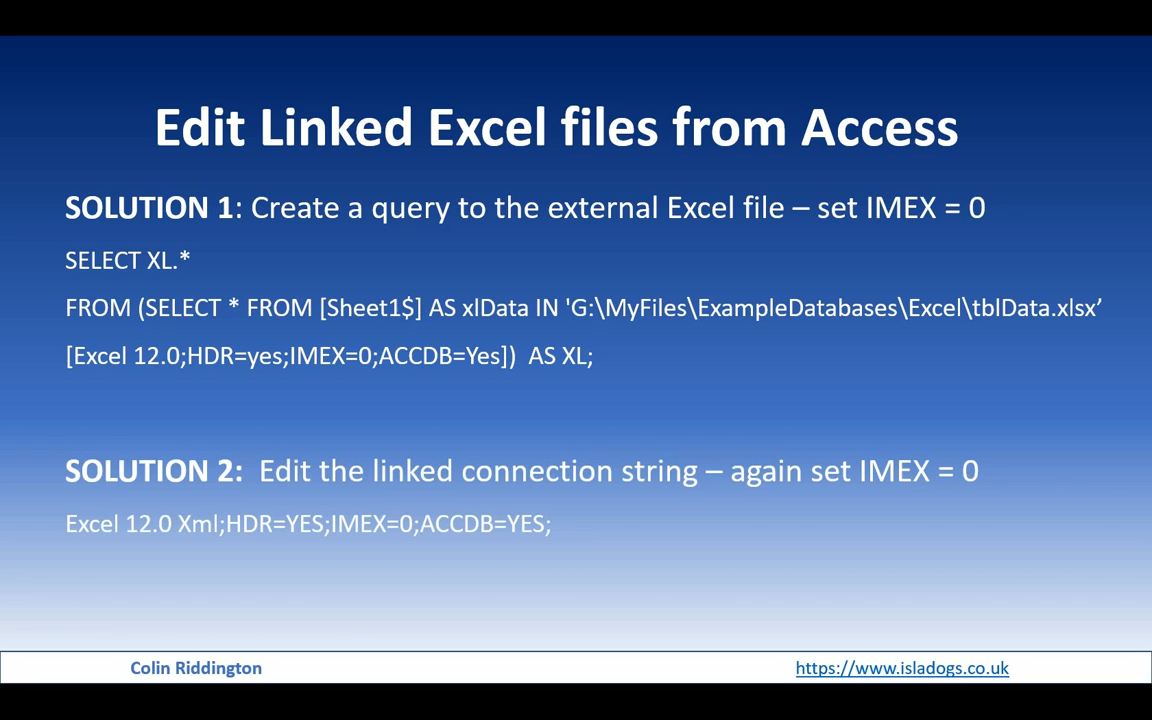 Edit Linked Excel files from Access
SOLUTION 1: Create a query to the external Excel file – set IMEX = 0
SELECT XL.*
FROM (SELECT * FROM [Sheet1$] AS xlData IN 'G:\MyFiles\ExampleDatabases\Excel\tblData.xlsx’
[Excel 12.0;HDR=yes;IMEX=0;ACCDB=Yes])  AS XL;
SOLUTION 2:  Edit the linked connection string – again set IMEX = 0
Excel 12.0 Xml;HDR=YES;IMEX=0;ACCDB=YES;
Colin Riddington
https://www.isladogs.co.uk